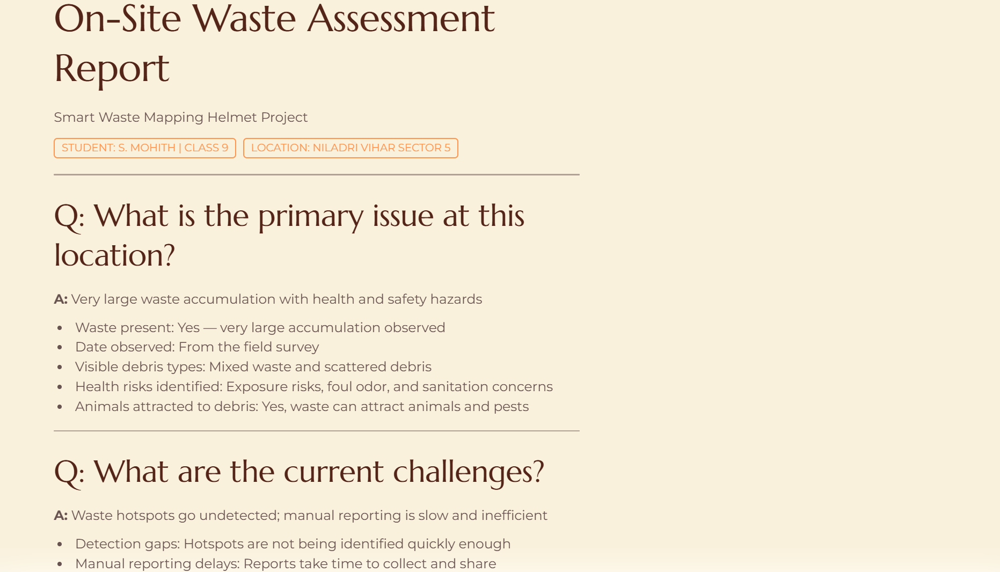 On-Site Waste Assessment
Report
Smart Waste Mapping Helmet Project
STUDENT: S. MOHITH | CLASS 9
LOCATION: NILADRI VIHAR SECTOR 5
Q: What is the primary issue at this
location?
A: Very large waste accumulation with health and safety hazards
• Waste present: Yes — very large accumulation observed
• Date observed: From the field survey
• Visible debris types: Mixed waste and scattered debris
• Health risks identified: Exposure risks, foul odor, and sanitation concerns
• Animals attracted to debris: Yes, waste can attract animals and pests
Q: What are the current challenges?
A: Waste hotspots go undetected; manual reporting is slow and inefficient
• Detection gaps: Hotspots are not being identified quickly enough
• Manual reporting delays: Reports take time to collect and share